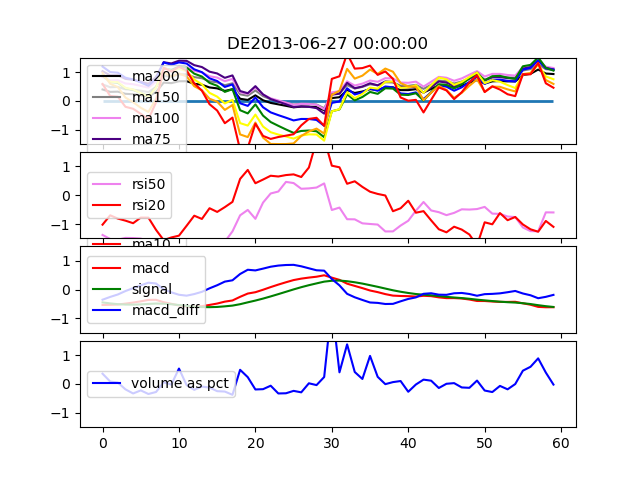 DE2013-06-27 00:00:00
1
0
−1
ma200
ma150
ma100
ma75
1
0
−1
rsi50
rsi20
ma10
1
0
−1
macd
signal
macd_diff
1
0
−1
volume as pct
0 10 20 30 40 50 60